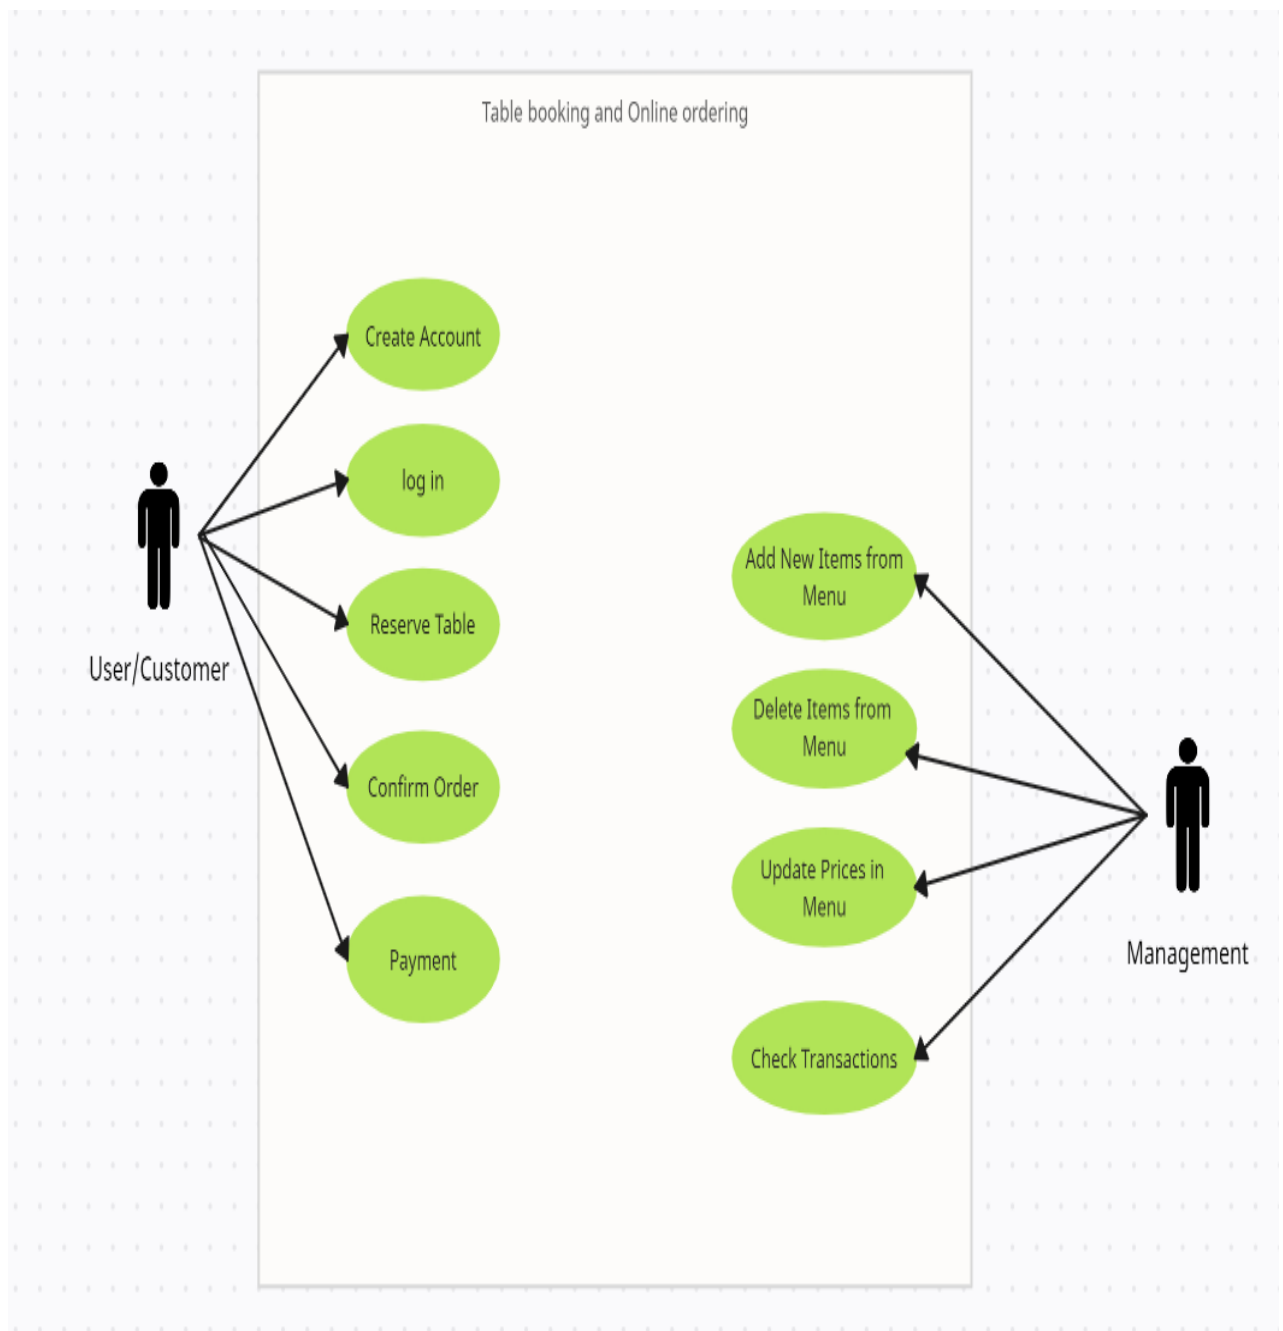 Table booking and Online ordering
Create Account
log in
Reserve Table
Confirm Order
Payment
User/Customer
Add New Items from
Menu
Delete Items from
Menu
Update Prices in
Menu
Check Transactions
Management